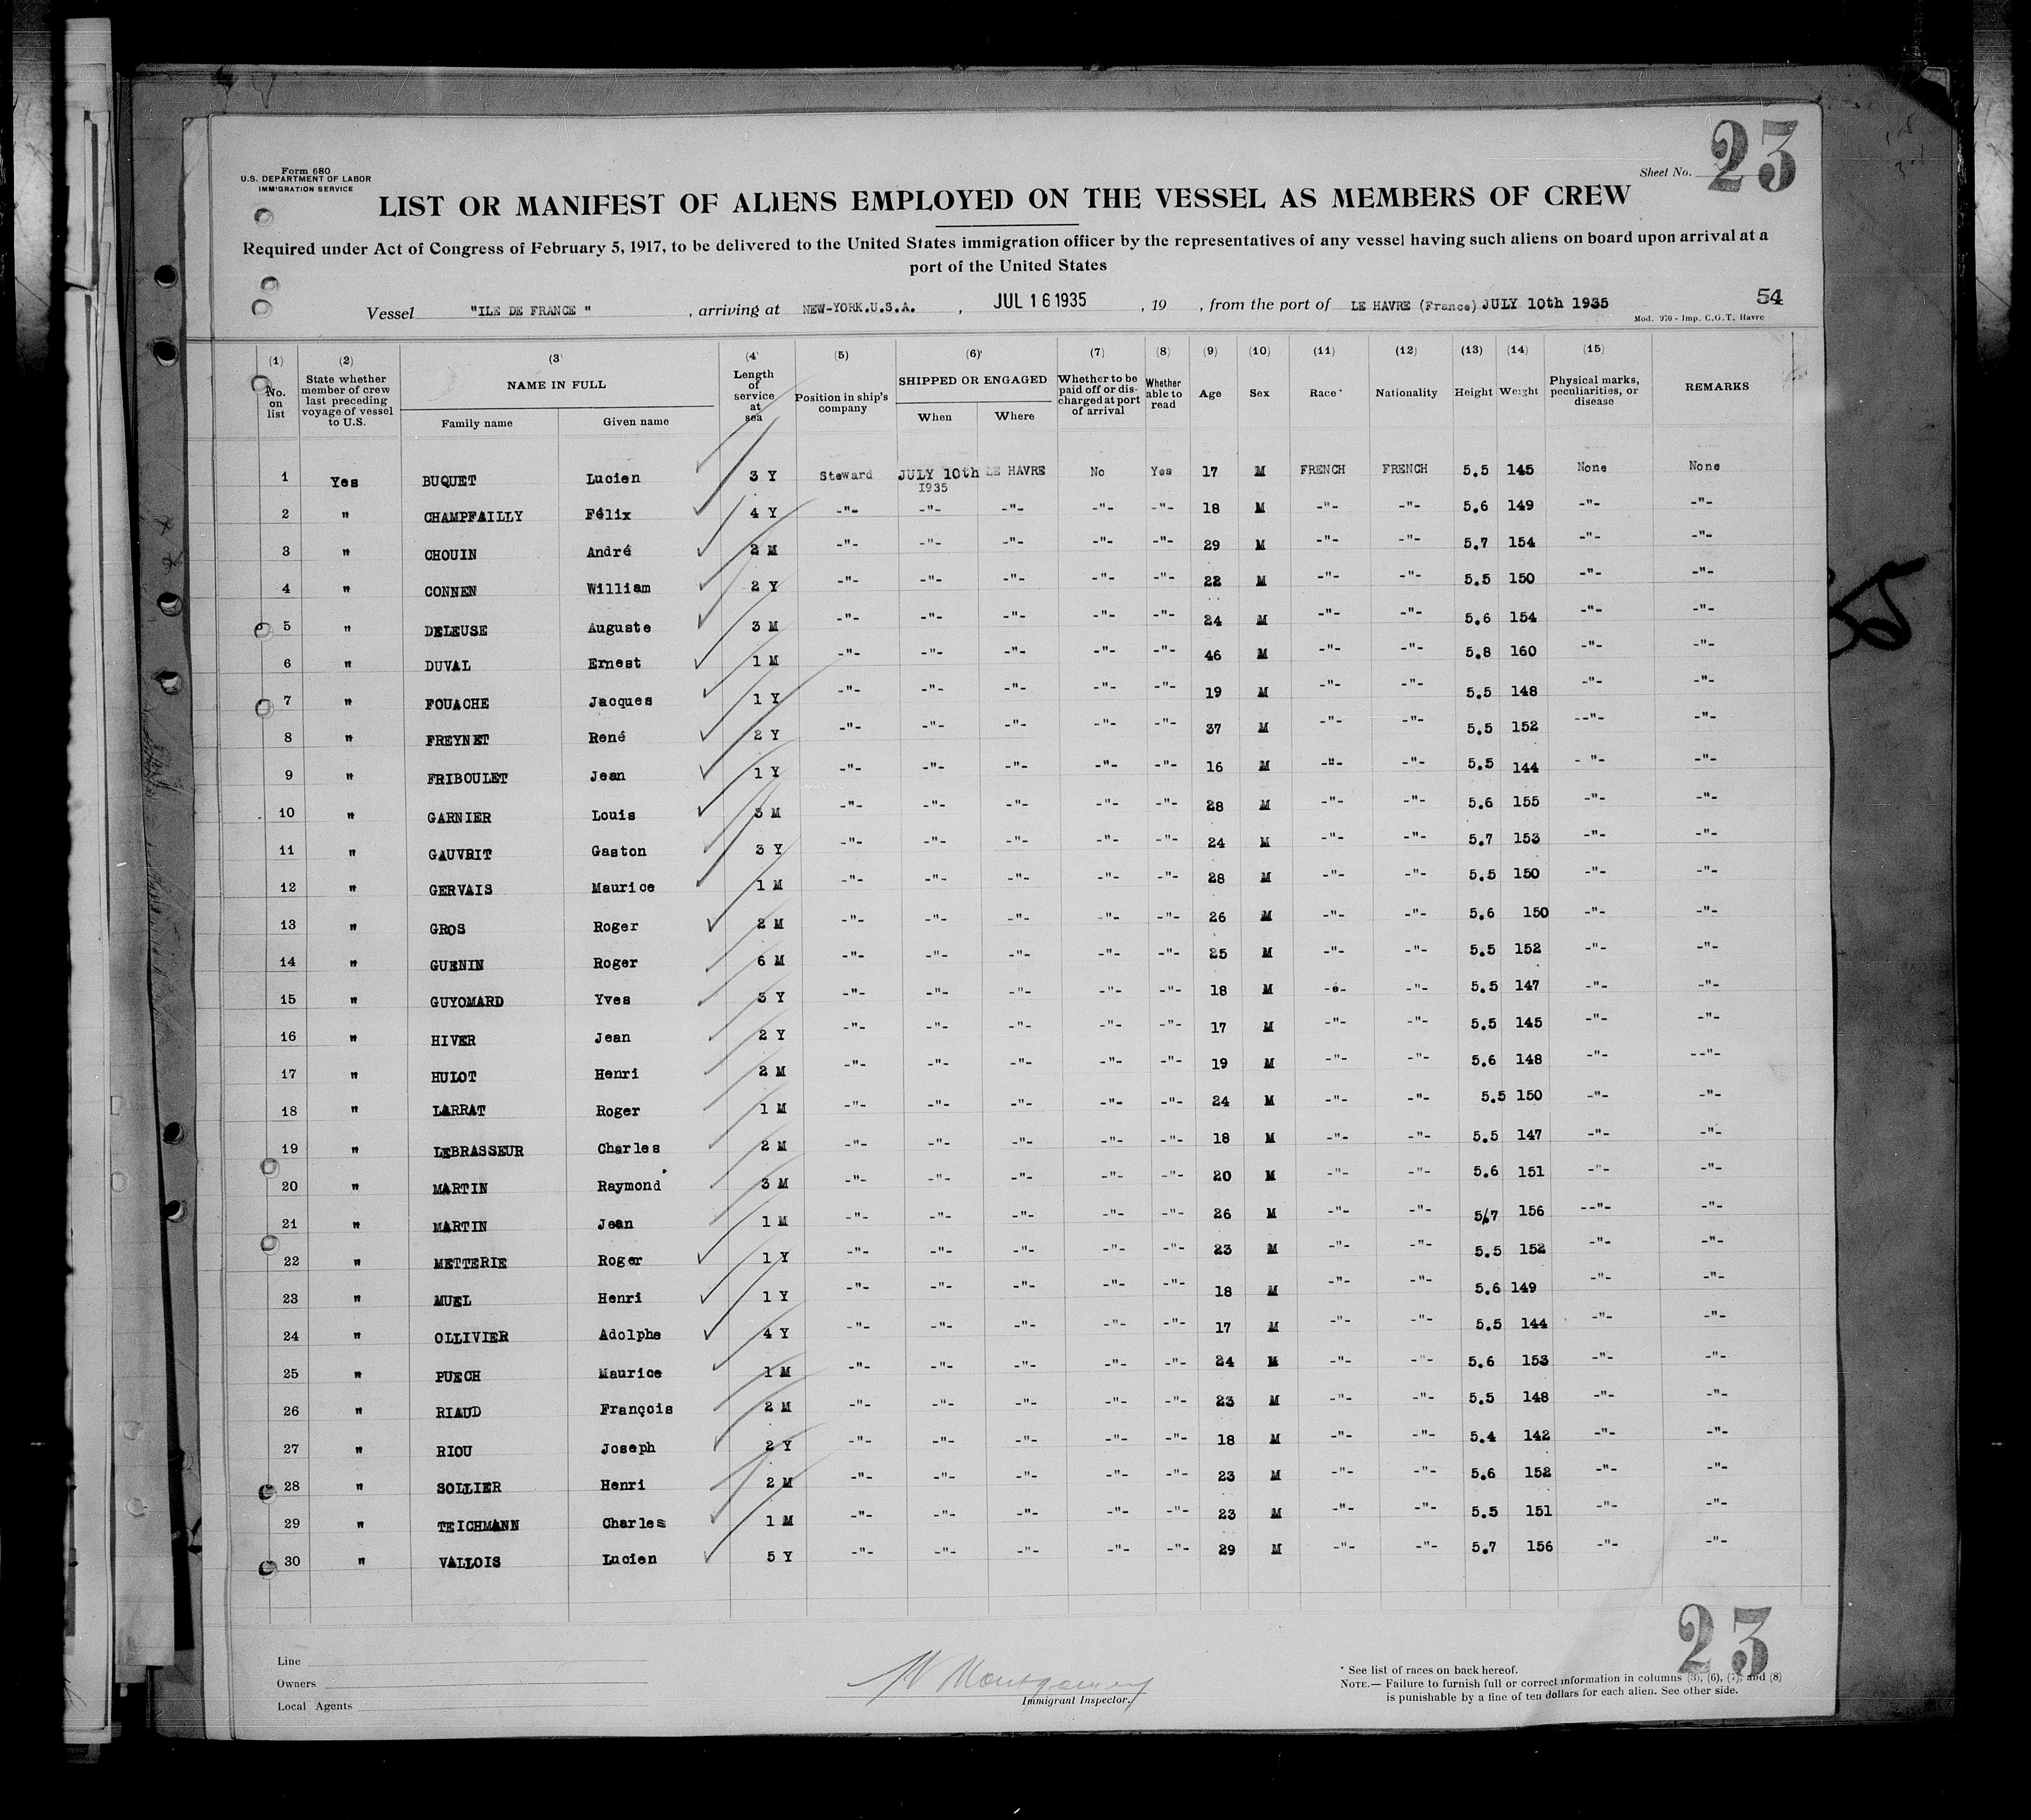 23
Form 680
U.S. DEPARTMENT OF LABOR
IMMIGRATION SERVICE
Sheet No.
LIST OR MANIFEST OF ALIENS EMPLOYED ON THE VESSEL AS MEMBERS OF CREW
Required under Act of Congress of February 5, 1917, to be delivered to the United States immigration officer by the representatives of any vessel having such aliens on board upon arrival at a
port of the United States
Vessel "ILE DE FRANCE", arriving at NEW-YORK.U.S.A., JUL 16 1935, 19 , from the port of LE HAVRE (France) JULY 10th 1935 54
Mod. 970 - Imp. C.G.T. Havre
(1) No. on list (2) State whether member of crew last preceding voyage of vessel to U.S. (3) NAME IN FULL Family name Given name (4) Length of service at sea (5) Position in ship's company (6) SHIPPED OR ENGAGED When Where (7) Whether to be paid off or discharged at port of arrival (8) Whether able to read (9) Age (10) Sex (11) Race* (12) Nationality (13) Height (14) Weight (15) Physical marks, peculiarities, or disease REMARKS
1 Yes BUQUET Lucien 3 Y Steward JULY 10th 1935 LE HAVRE No Yes 17 M FRENCH FRENCH 5.5 145 None None
2 " CHAMPFAILLY Félix 4 Y -"- -"- -"- -"- -"- 18 M -"- -"- 5.6 149 -"- -"-
3 " CHOUIN André 2 M -"- -"- -"- -"- -"- 29 M -"- -"- 5.7 154 -"- -"-
4 " CONNEN William 2 Y -"- -"- -"- -"- -"- 22 M -"- -"- 5.5 150 -"- -"-
5 " DELEUSE Auguste 3 M -"- -"- -"- -"- -"- 24 M -"- -"- 5.6 154 -"- -"-
6 " DUVAL Ernest 1 M -"- -"- -"- -"- -"- 46 M -"- -"- 5.8 160 -"- -"-
7 " FOUACHE Jacques 1 Y -"- -"- -"- -"- -"- 19 M -"- -"- 5.5 148 -"- -"-
8 " FREYNET René 2 Y -"- -"- -"- -"- -"- 37 M -"- -"- 5.5 152 --"- -"-
9 " FRIBOULET Jean 1 Y -"- -"- -"- -"- -"- 16 M -"- -"- 5.5 144 - "- -"-
10 " GARNIER Louis 3 M -"- -"- -"- -"- -"- 28 M -"- -"- 5.6 155 -"- -"-
11 " GAUVRIT Gaston 3 Y -"- -"- -"- -"- -"- 24 M -"- -"- 5.7 153 -"- -"-
12 " GERVAIS Maurice 1 M -"- -"- -"- -"- -"- 28 M -"- -"- 5.5 150 -"- -"-
13 " GROS Roger 2 M -"- -"- -"- -"- -"- 26 M -"- -"- 5.6 150 -"- -"-
14 " GUENIN Roger 6 M -"- -"- -"- -"- -"- 25 M -"- -"- 5.5 152 -"- -"-
15 " GUYOMARD Yves 3 Y -"- -"- -"- -"- -"- 18 M -"- -"- 5.5 147 -"- -"-
16 " HIVER Jean 2 Y -"- -"- -"- -"- -"- 17 M -"- -"- 5.5 145 -"- -"-
17 " HULOT Henri 2 M -"- -"- -"- -"- -"- 19 M -"- -"- 5.6 148 -"- --"-
18 " LARRAT Roger 1 M -"- -"- -"- -"- -"- 24 M -"- -"- 5.5 150 -"- -"-
19 " LEBRASSEUR Charles 2 M -"- -"- -"- -"- -"- 18 M -"- -"- 5.5 147 -"- -"-
20 " MARTIN Raymond 3 M -"- -"- -"- -"- -"- 20 M -"- -"- 5.6 151 -"- -"-
21 " MARTIN Jean 1 M -"- -"- -"- -"- -"- 26 M -"- -"- 5.7 156 --"- -"-
22 " METTERIE Roger 1 Y -"- -"- -"- -"- -"- 23 M -"- -"- 5.5 152 -"- -"-
23 " MUEL Henri 1 Y -"- -"- -"- -"- -"- 18 M -"- -"- 5.6 149 -"- -"-
24 " OLLIVIER Adolphe 4 Y -"- -"- -"- -"- -"- 17 M -"- -"- 5.5 144 -"- -"-
25 " PUECH Maurice 1 M -"- -"- -"- -"- -"- 24 M -"- -"- 5.6 153 -"- -"-
26 " RIAUD François 2 M -"- -"- -"- -"- -"- 23 M -"- -"- 5.5 148 -"- -"-
27 " RIOU Joseph 2 Y -"- -"- -"- -"- -"- 18 M -"- -"- 5.4 142 -"- -"-
28 " SOLLIER Henri 2 M -"- -"- -"- -"- -"- 23 M -"- -"- 5.6 152 -"- -"-
29 " TEICHMANN Charles 1 M -"- -"- -"- -"- -"- 23 M -"- -"- 5.5 151 -"- -"-
30 " VALLOIS Lucien 5 Y -"- -"- -"- -"- -"- 29 M -"- -"- 5.7 156 -"- -"-
23
Line
Owners
Local Agents
Montgomery
Immigrant Inspector.
* See list of races on back hereof.
NOTE.— Failure to furnish full or correct information in columns (3), (6), (7), and (8)
is punishable by a fine of ten dollars for each alien. See other side.